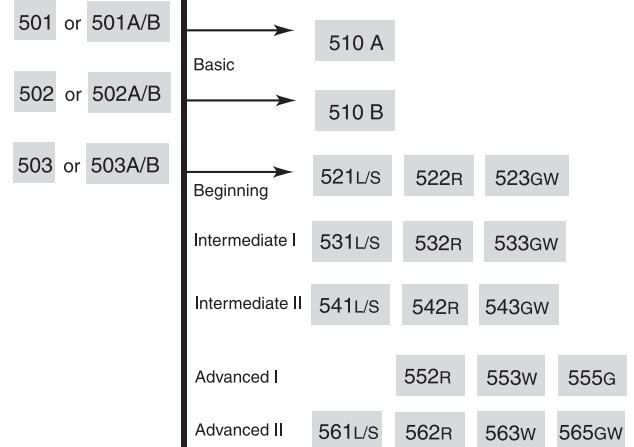 501 or 501A/B
510 A
Basic
502 or 502A/B
510 B
503 or 503A/B
521L/S 522R 523GW
Beginning
Intermediate I 531L/S 532R 533GW
Intermediate II 541L/S 542R 543GW
Advanced I 552R 553W 555G
Advanced II 561L/S 562R 563W 565GW